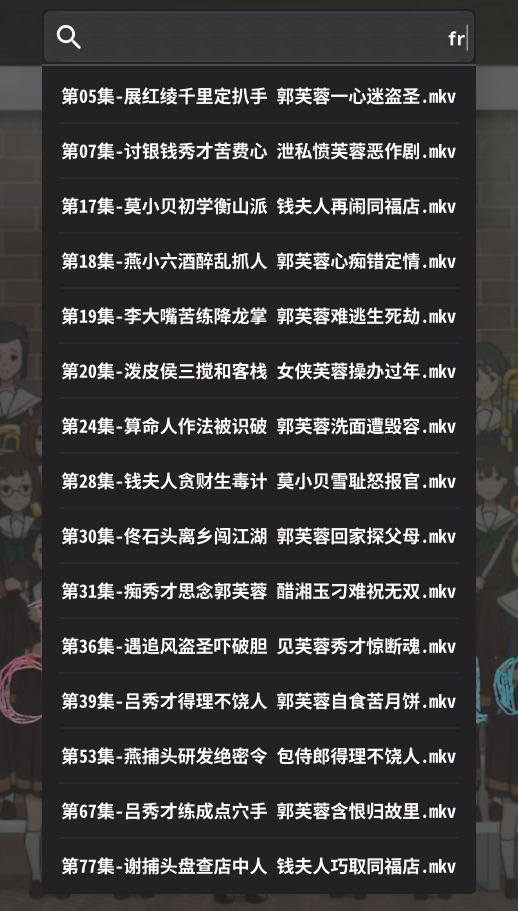 fr
第05集-展红绫千里定扒手 郭芙蓉一心迷盗圣.mkv
第07集-讨银钱秀才苦费心 泄私愤芙蓉恶作剧.mkv
第17集-莫小贝初学衡山派 钱夫人再闹同福店.mkv
第18集-燕小六酒醉乱抓人 郭芙蓉心痴错定情.mkv
第19集-李大嘴苦练降龙掌 郭芙蓉难逃生死劫.mkv
第20集-泼皮侯三搅和客栈 女侠芙蓉操办过年.mkv
第24集-算命人作法被识破 郭芙蓉洗面遭毁容.mkv
第28集-钱夫人贪财生毒计 莫小贝雪耻怒报官.mkv
第30集-佟石头离乡闯江湖 郭芙蓉回家探父母.mkv
第31集-痴秀才思念郭芙蓉 醋湘玉刁难祝无双.mkv
第36集-遇追风盗圣吓破胆 见芙蓉秀才惊断魂.mkv
第39集-吕秀才得理不饶人 郭芙蓉自食苦月饼.mkv
第53集-燕捕头研发绝密令 包侍郎得理不饶人.mkv
第67集-吕秀才练成点穴手 郭芙蓉含恨归故里.mkv
第77集-谢捕头盘查店中人 钱夫人巧取同福店.mkv